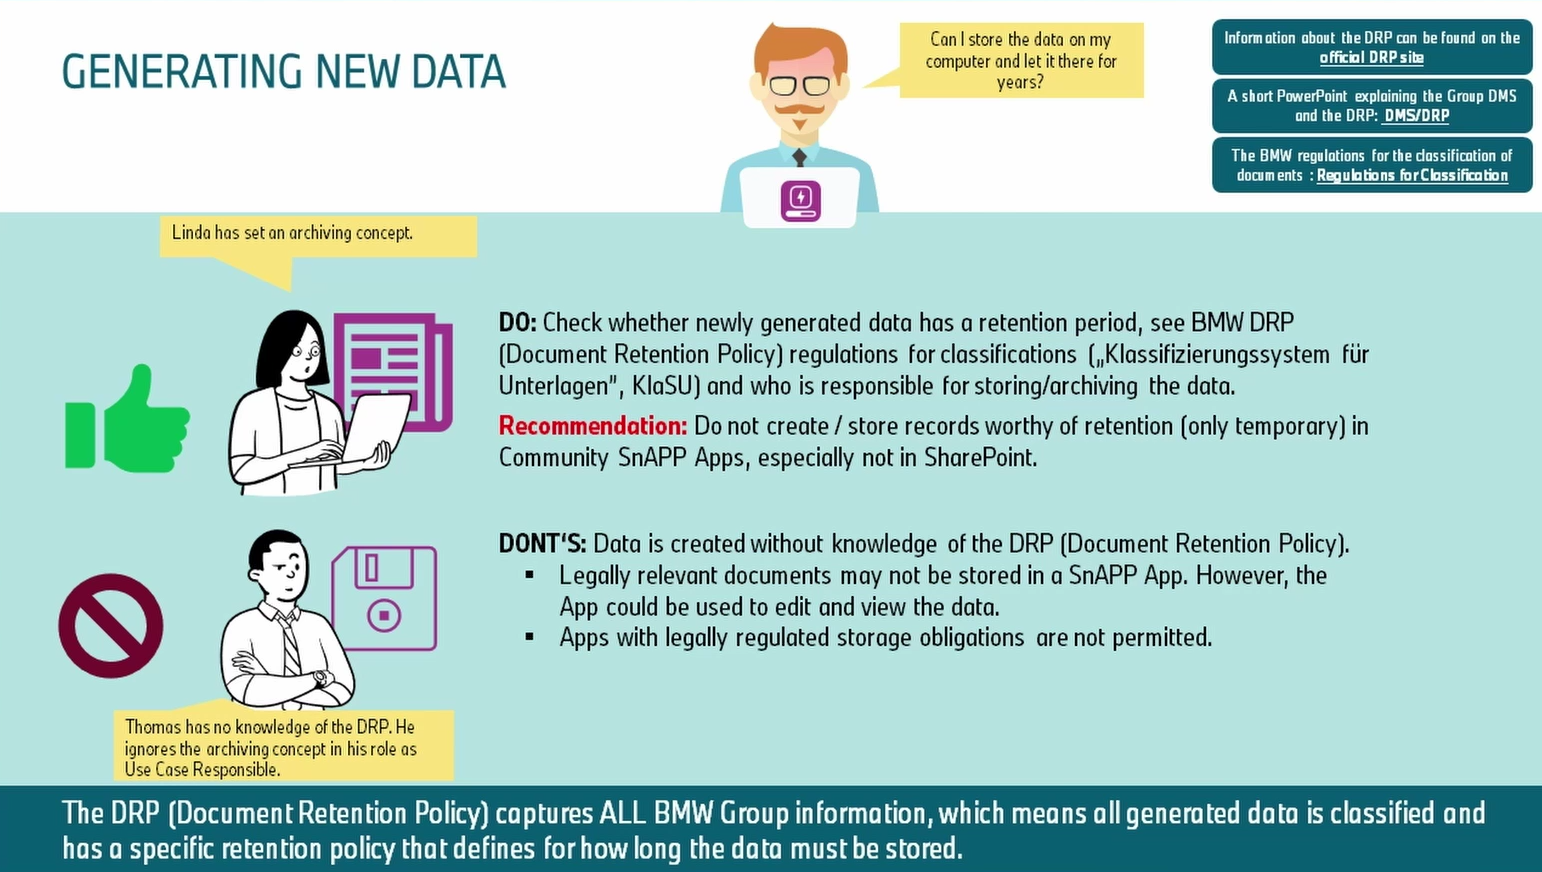 GENERATING NEW DATA
Can I store the data on my
computer and let it there for
years?
Information about the DRP can be found on the
official DRP site
A short PowerPoint explaining the Group DMS
and the DRP: DMS/DRP
The BMW regulations for the classification of
documents : Regulations for Classification
Linda has set an archiving concept.
DO: Check whether newly generated data has a retention period, see BMW DRP
(Document Retention Policy) regulations for classifications („Klassifizierungssystem für
Unterlagen”, KlaSU) and who is responsible for storing/archiving the data.
Recommendation: Do not create / store records worthy of retention (only temporary) in
Community SnAPP Apps, especially not in SharePoint.
DONT‘S: Data is created without knowledge of the DRP (Document Retention Policy).
▪ Legally relevant documents may not be stored in a SnAPP App. However, the
App could be used to edit and view the data.
▪ Apps with legally regulated storage obligations are not permitted.
Thomas has no knowledge of the DRP. He
ignores the archiving concept in his role as
Use Case Responsible.
The DRP (Document Retention Policy) captures ALL BMW Group information, which means all generated data is classified and
has a specific retention policy that defines for how long the data must be stored.